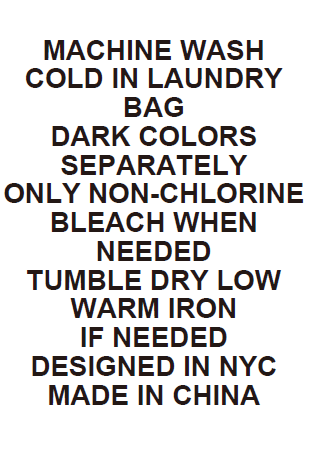 MACHINE WASH
COLD IN LAUNDRY
BAG
DARK COLORS
SEPARATELY
ONLY NON-CHLORINE
BLEACH WHEN
NEEDED
TUMBLE DRY LOW
WARM IRON
IF NEEDED
DESIGNED IN NYC
MADE IN CHINA